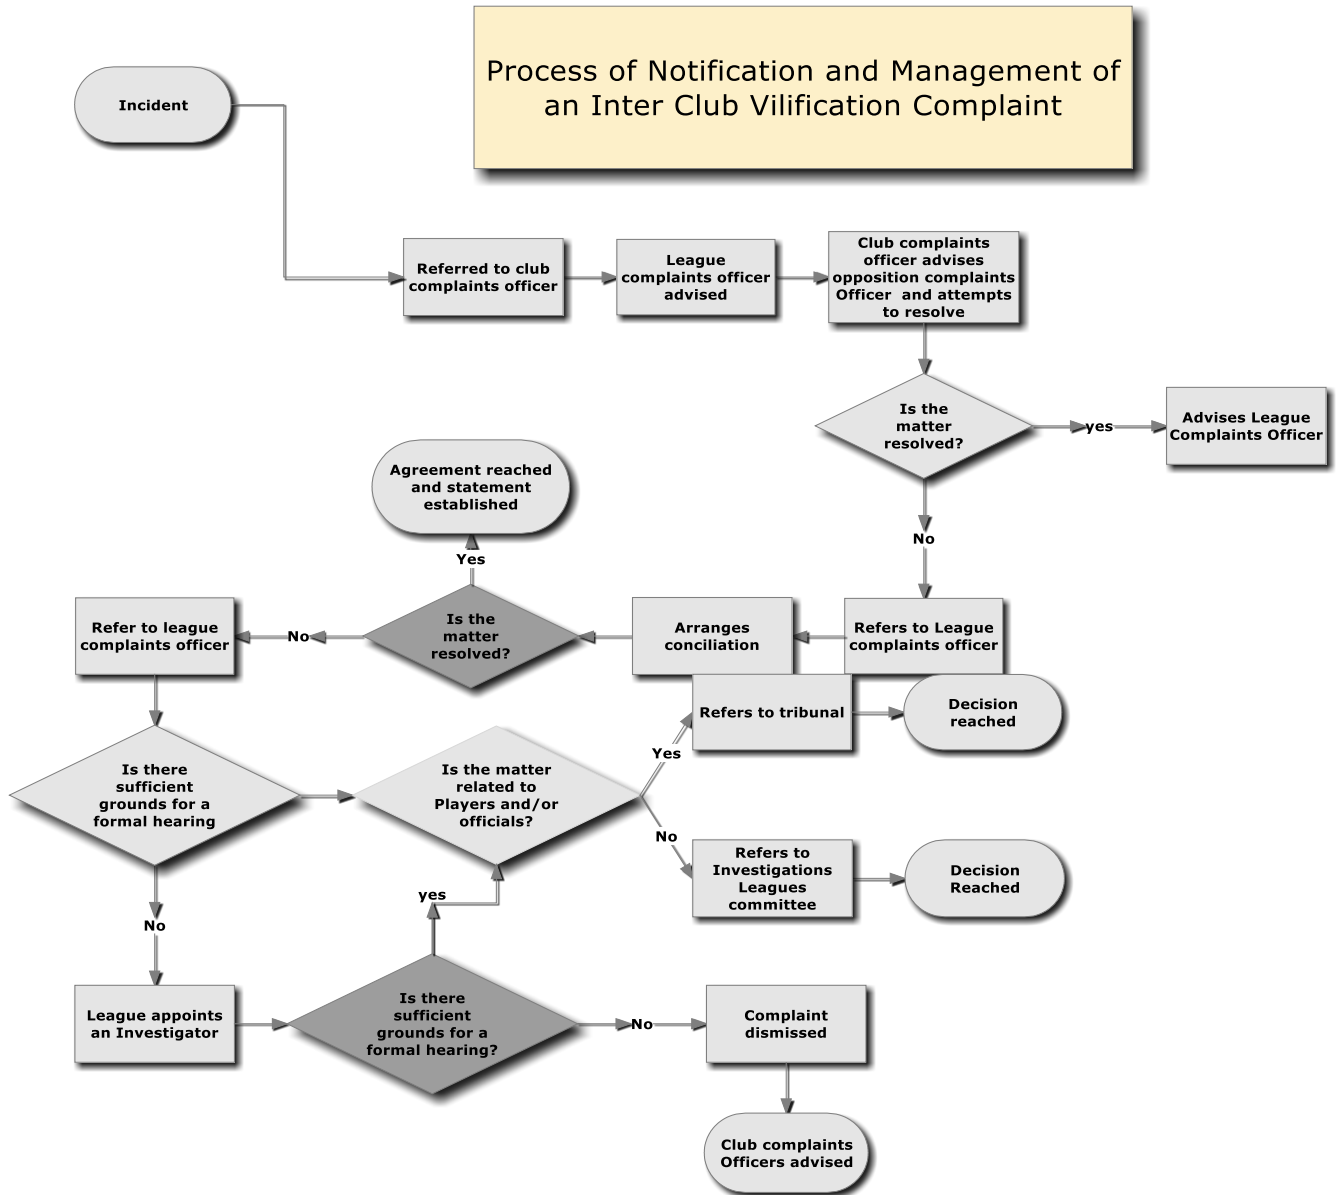 Process of Notification and Management of
an Inter Club Vilification Complaint
Incident
Referred to club
complaints officer
League
complaints officer
advised
Club complaints
officer advises
opposition complaints
Officer and attempts
to resolve
Is the
matter
resolved?
yes
Advises League
Complaints Officer
No
Agreement reached
and statement
established
Yes
Refer to league
complaints officer
No
Is the
matter
resolved?
Arranges
conciliation
Refers to League
complaints officer
Refers to tribunal
Decision
reached
Is there
sufficient
grounds for a
formal hearing
Is the matter
related to
Players and/or
officials?
Yes
No
Refers to
Investigations
Leagues
committee
Decision
Reached
yes
No
League appoints
an Investigator
Is there
sufficient
grounds for a
formal hearing?
No
Complaint
dismissed
Club complaints
Officers advised